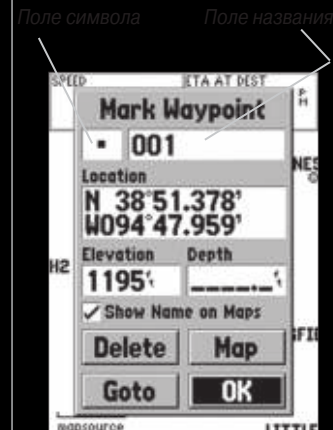 Поле символа Поле названия
SPEED ETA AT DEST
Mark Waypoint
001
Location
N 38°51.378'
W094°47.959'
Elevation Depth
1195
Show Name on Maps
Delete Map
Goto OK
mapsource